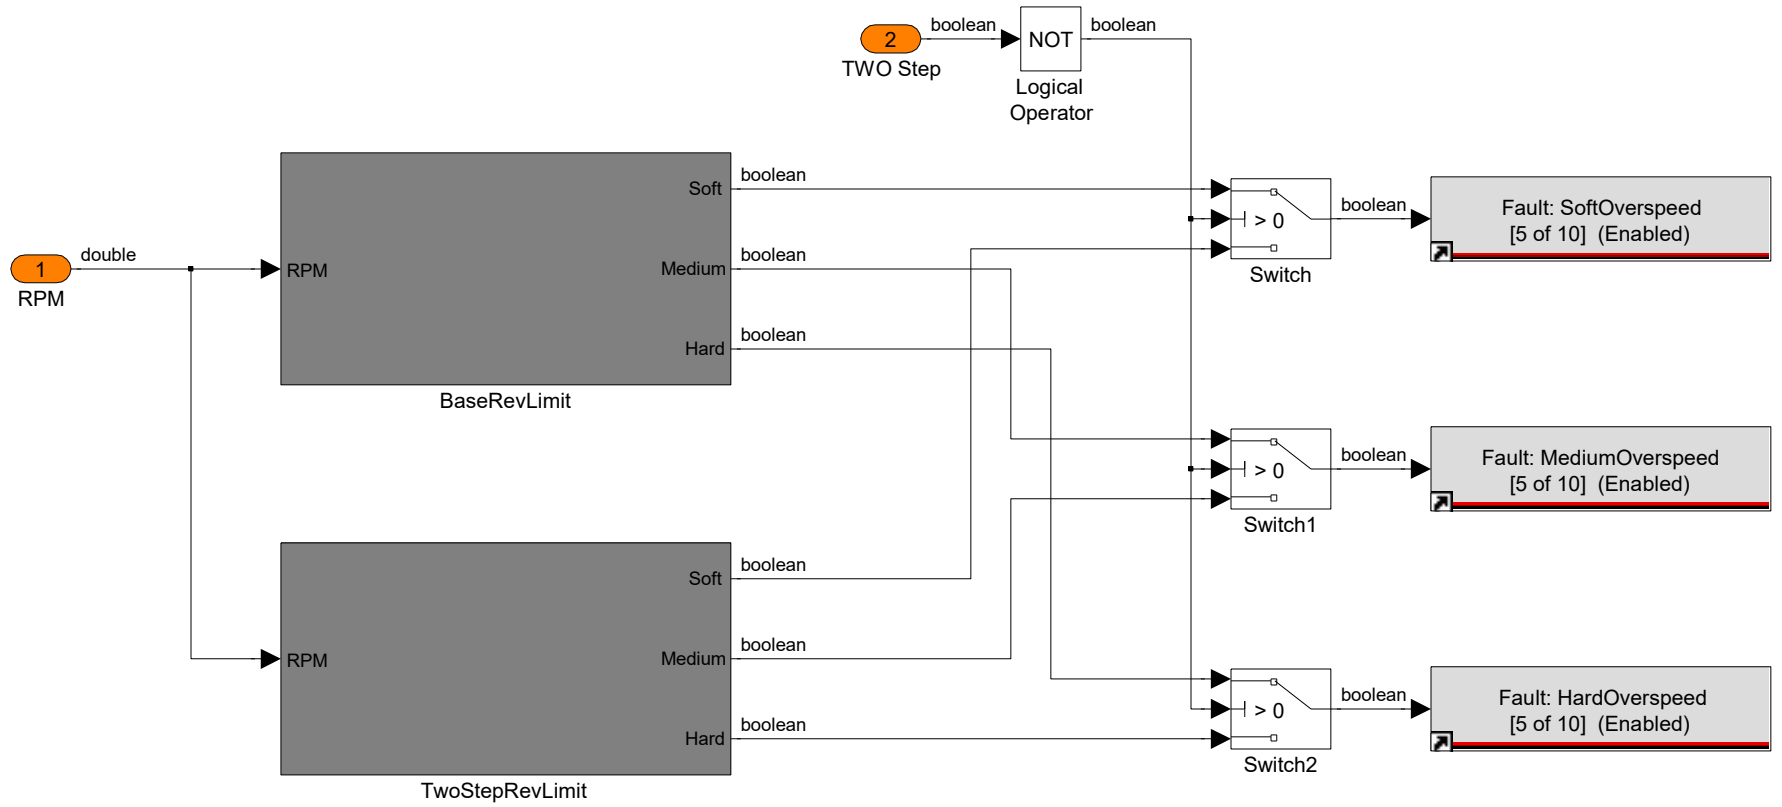 2
boolean
NOT
boolean
TWO Step
Logical
Operator
Soft
boolean
> 0
boolean
Fault: SoftOverspeed
[5 of 10]  (Enabled)
Switch
1
double
RPM
RPM
Medium
boolean
Hard
boolean
BaseRevLimit
> 0
boolean
Fault: MediumOverspeed
[5 of 10]  (Enabled)
Switch1
Soft
boolean
RPM
Medium
boolean
Hard
boolean
TwoStepRevLimit
> 0
boolean
Fault: HardOverspeed
[5 of 10]  (Enabled)
Switch2